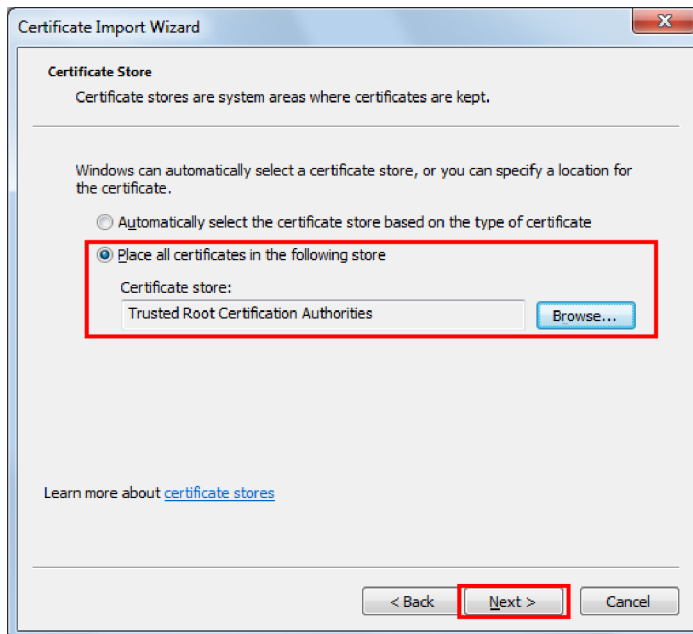 Certificate Import Wizard
Certificate Store
Certificate stores are system areas where certificates are kept.
Windows can automatically select a certificate store, or you can specify a location for
the certificate.
Automatically select the certificate store based on the type of certificate
Place all certificates in the following store
Certificate store:
Trusted Root Certification Authorities
Browse...
Learn more about certificate stores
< Back
Next >
Cancel